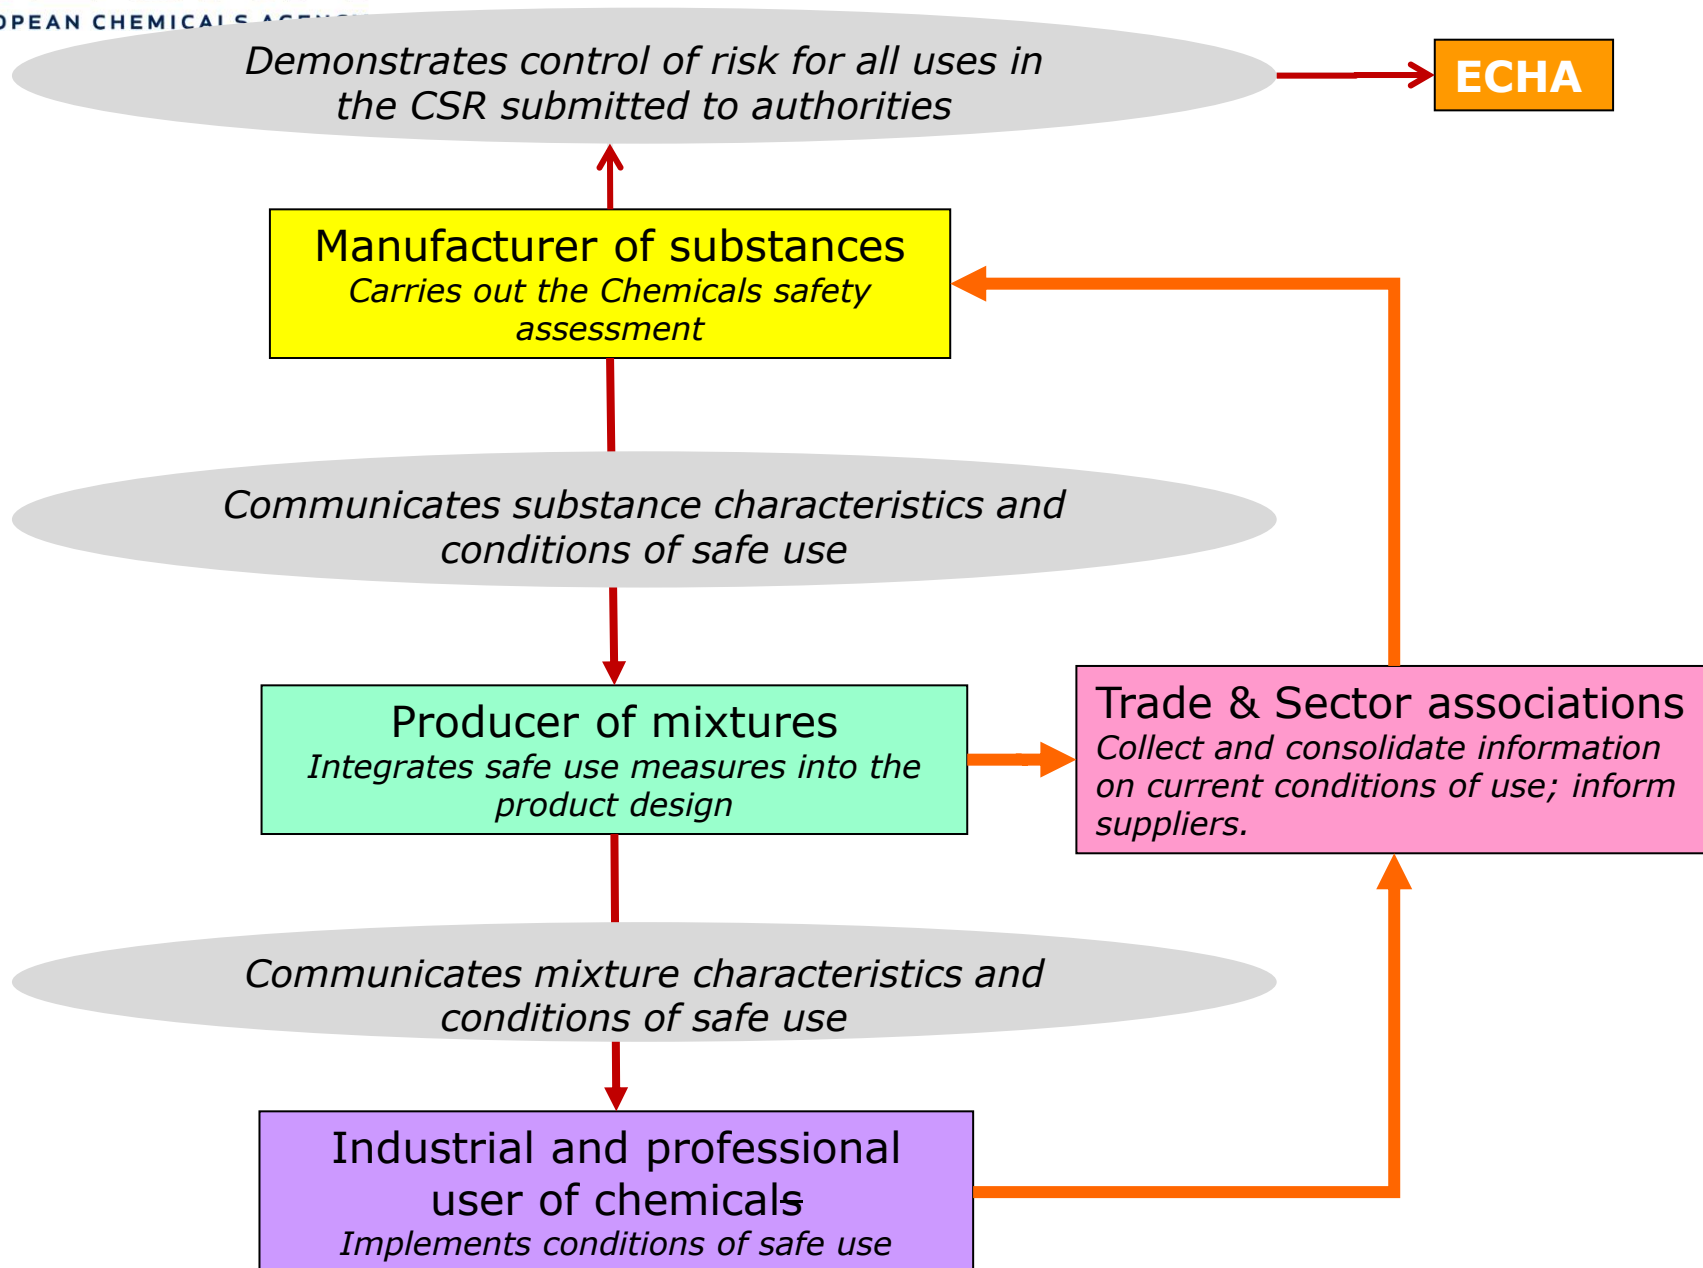 CHEMICALS
Demonstrates control of risk for all uses in
the CSR submitted to authorities
ECHA
Manufacturer of substances
Carries out the Chemicals safety
assessment
Communicates substance characteristics and
conditions of safe use
Producer of mixtures
Integrates safe use measures into the
product design
Trade & Sector associations
Collect and consolidate information
on current conditions of use; inform
suppliers.
Communicates mixture characteristics and
conditions of safe use
Industrial and professional
user of chemicals
Implements conditions of safe use